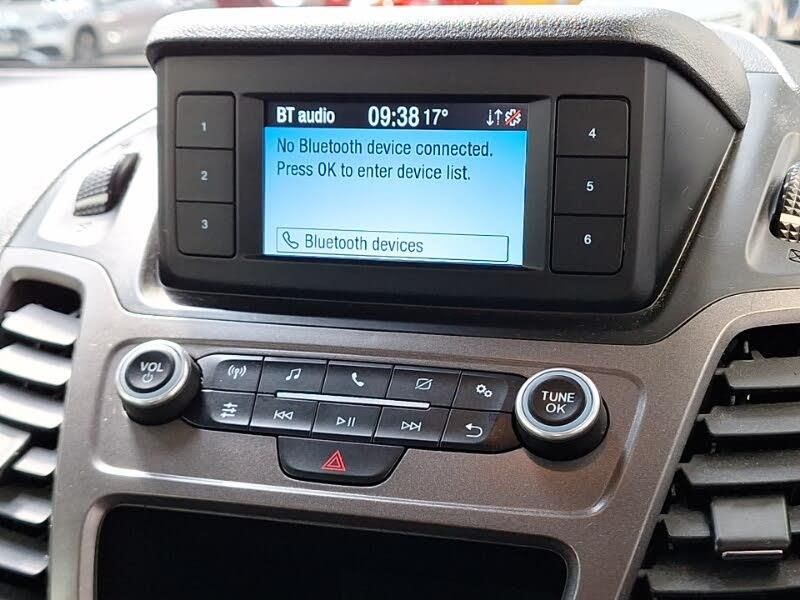 BT audio 09:38 17°
No Bluetooth device connected.
Press OK to enter device list.
Bluetooth devices
1
2
3
4
5
6
VOL
TUNE
OK